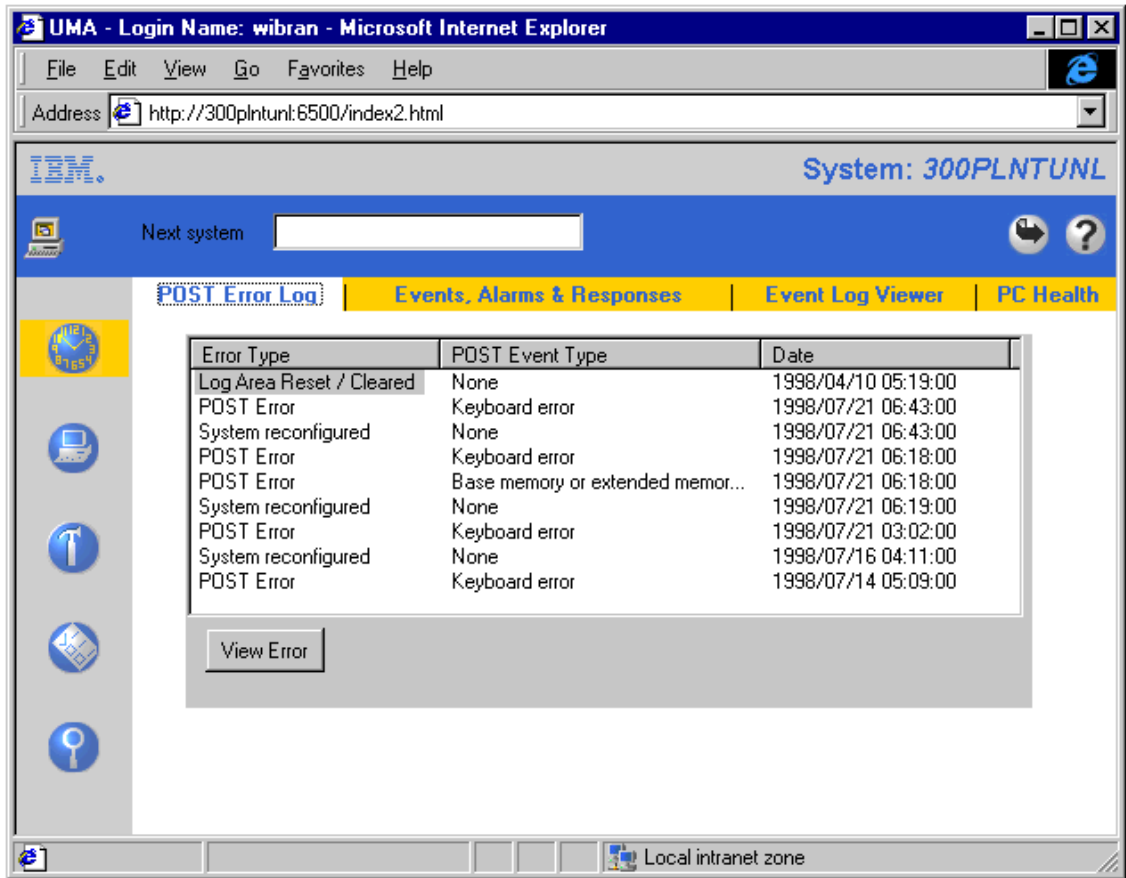 UMA - Login Name: wibran - Microsoft Internet Explorer
File Edit View Go Favorites Help
Address http://300plntunl:6500/index2.html
IBM. System: 300PLNTUNL
Next system
POST Error Log | Events, Alarms & Responses | Event Log Viewer | PC Health
Error Type POST Event Type Date
Log Area Reset / Cleared None 1998/04/10 05:19:00
POST Error Keyboard error 1998/07/21 06:43:00
System reconfigured None 1998/07/21 06:43:00
POST Error Keyboard error 1998/07/21 06:18:00
POST Error Base memory or extended memor... 1998/07/21 06:18:00
System reconfigured None 1998/07/21 06:19:00
POST Error Keyboard error 1998/07/21 03:02:00
System reconfigured None 1998/07/16 04:11:00
POST Error Keyboard error 1998/07/14 05:09:00
View Error
Local intranet zone